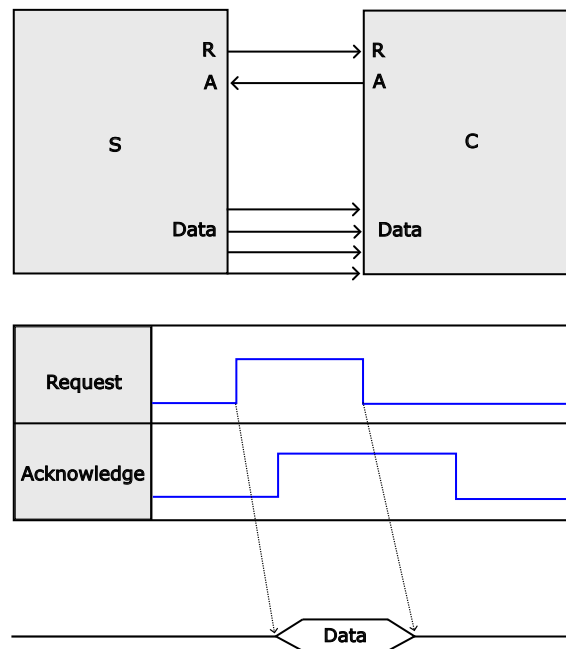 R R
A A
S C
Data Data
Request
Acknowledge
Data